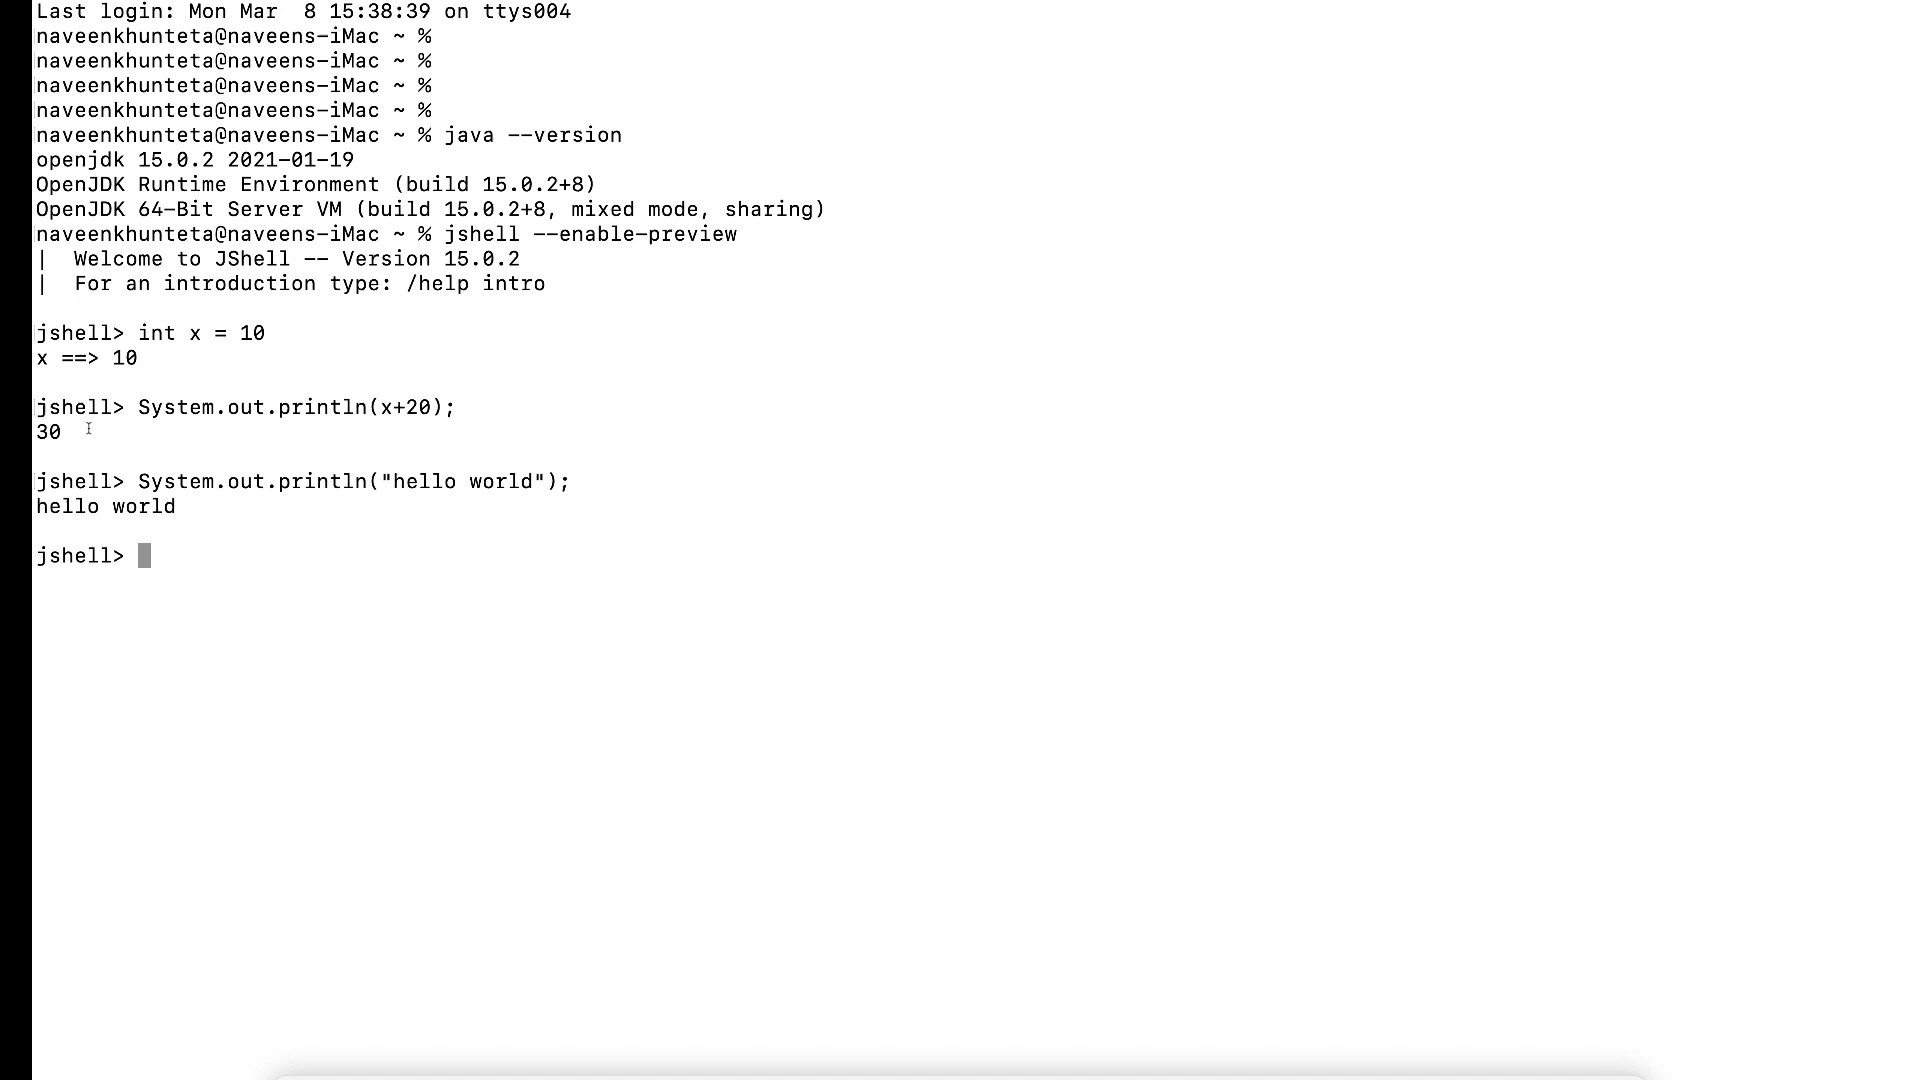 Last login: Mon Mar  8 15:38:39 on ttys004
naveenkhunteta@naveens-iMac ~ %
naveenkhunteta@naveens-iMac ~ %
naveenkhunteta@naveens-iMac ~ %
naveenkhunteta@naveens-iMac ~ %
naveenkhunteta@naveens-iMac ~ % java --version
openjdk 15.0.2 2021-01-19
OpenJDK Runtime Environment (build 15.0.2+8)
OpenJDK 64-Bit Server VM (build 15.0.2+8, mixed mode, sharing)
naveenkhunteta@naveens-iMac ~ % jshell --enable-preview
|  Welcome to JShell -- Version 15.0.2
|  For an introduction type: /help intro
jshell> int x = 10
x ==> 10
jshell> System.out.println(x+20);
30
jshell> System.out.println("hello world");
hello world
jshell>